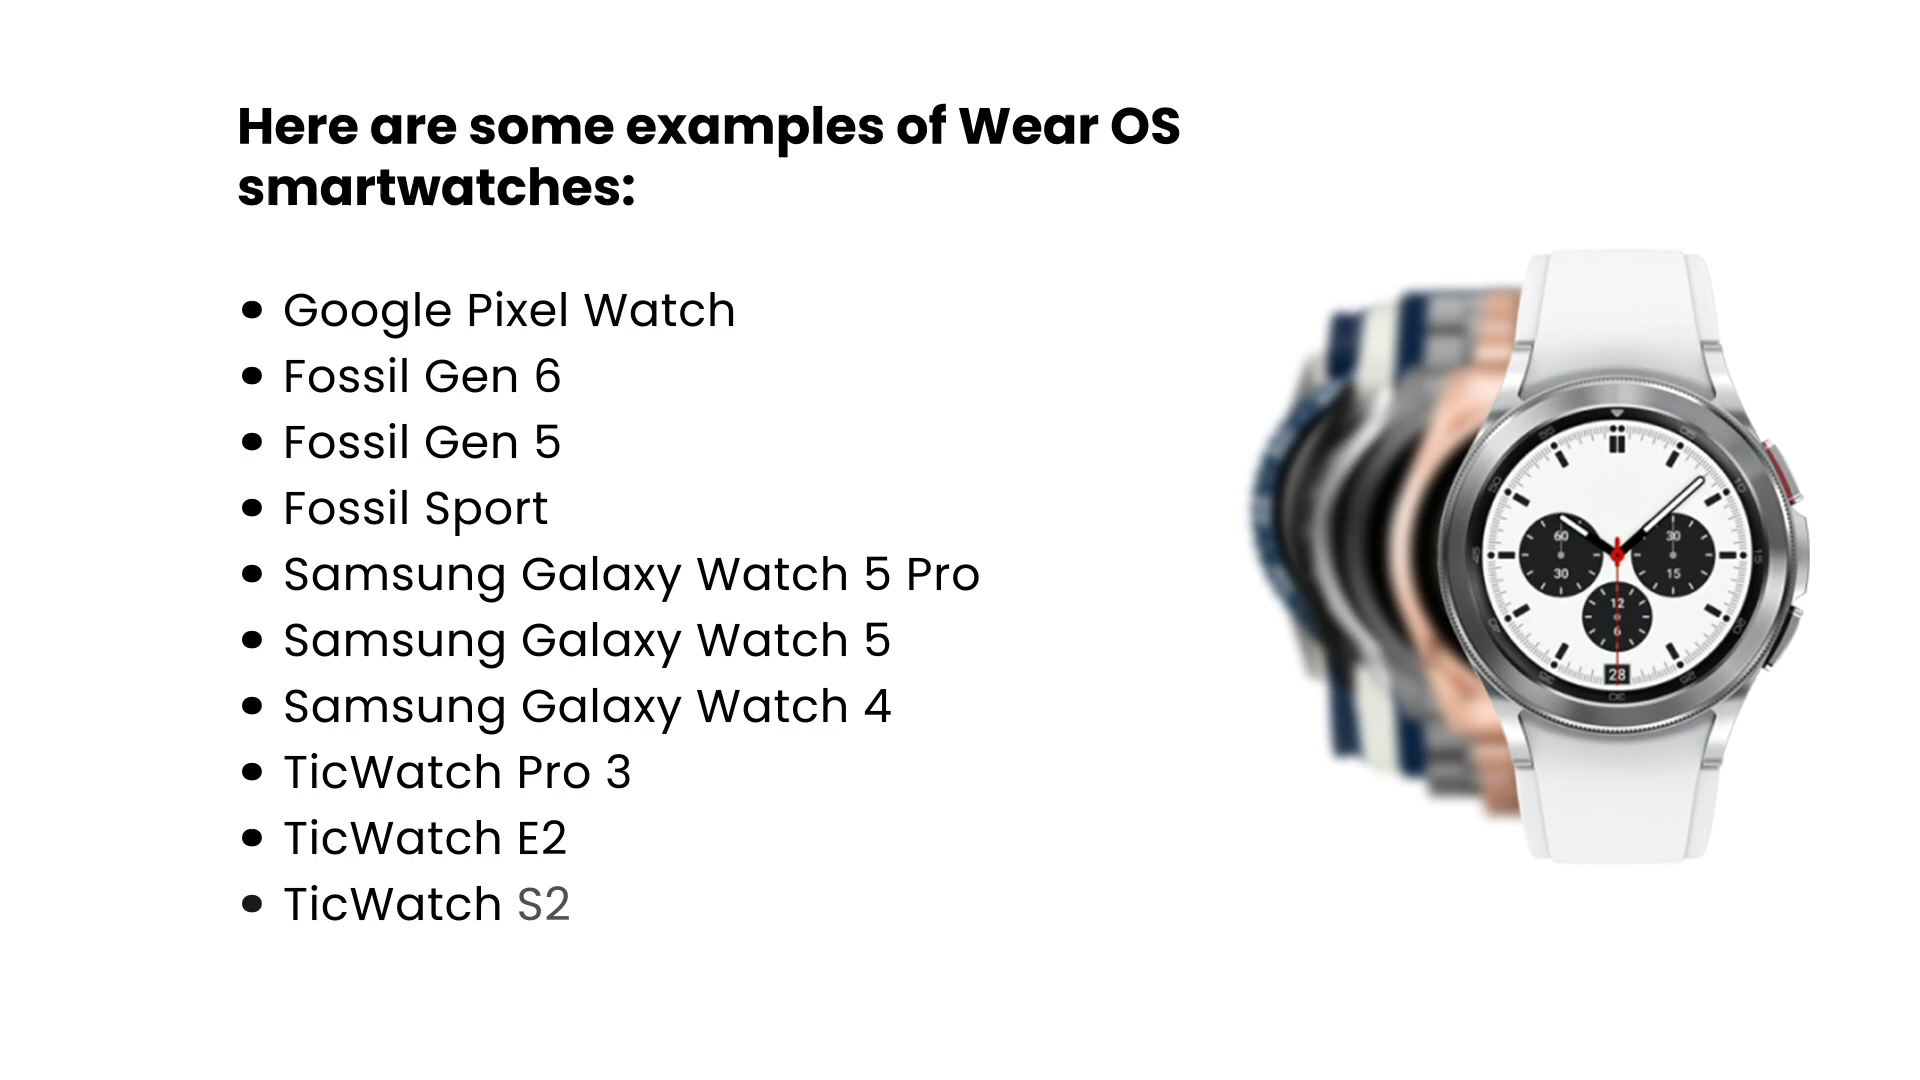 Here are some examples of Wear OS
smartwatches:
• Google Pixel Watch
• Fossil Gen 6
• Fossil Gen 5
• Fossil Sport
• Samsung Galaxy Watch 5 Pro
• Samsung Galaxy Watch 5
• Samsung Galaxy Watch 4
• TicWatch Pro 3
• TicWatch E2
• TicWatch S2
60
30
30
15
12
6
28